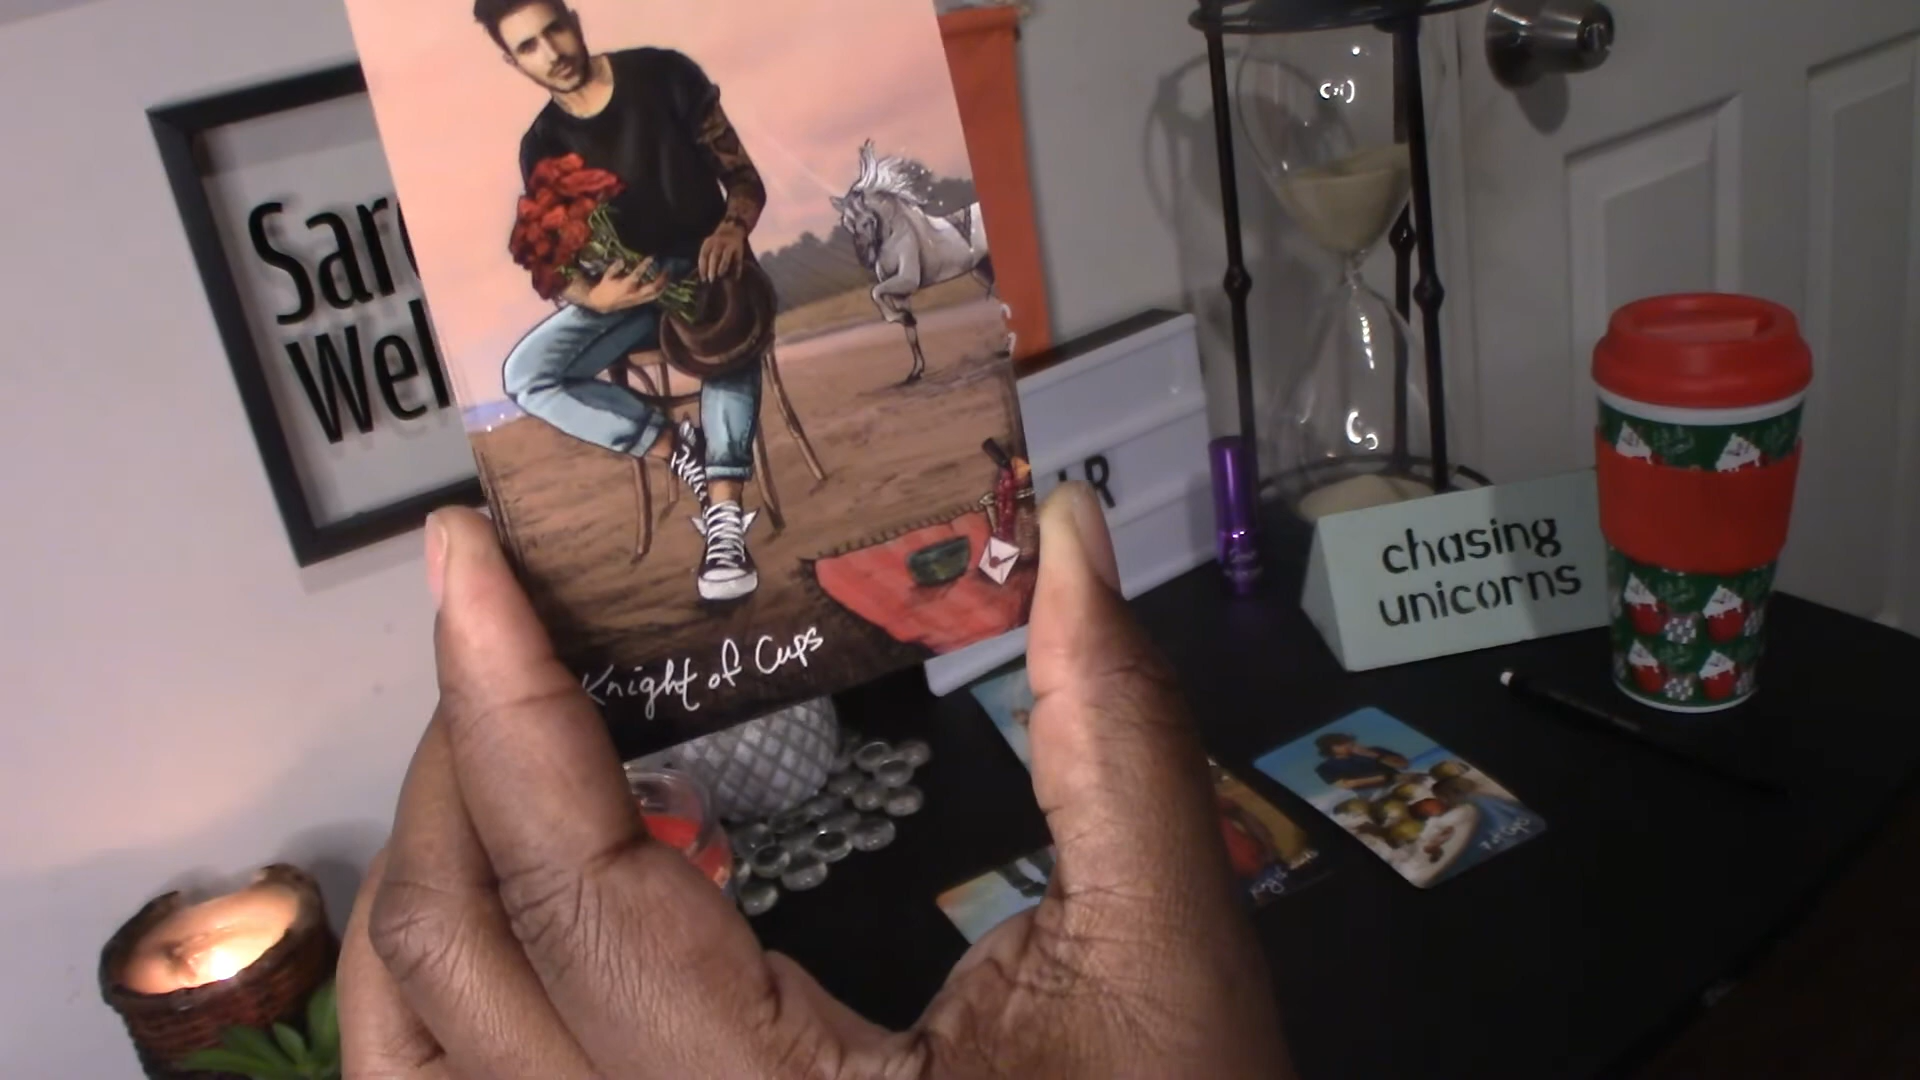 Sar
Wel
Knight of Cups
R
chasing
unicorns